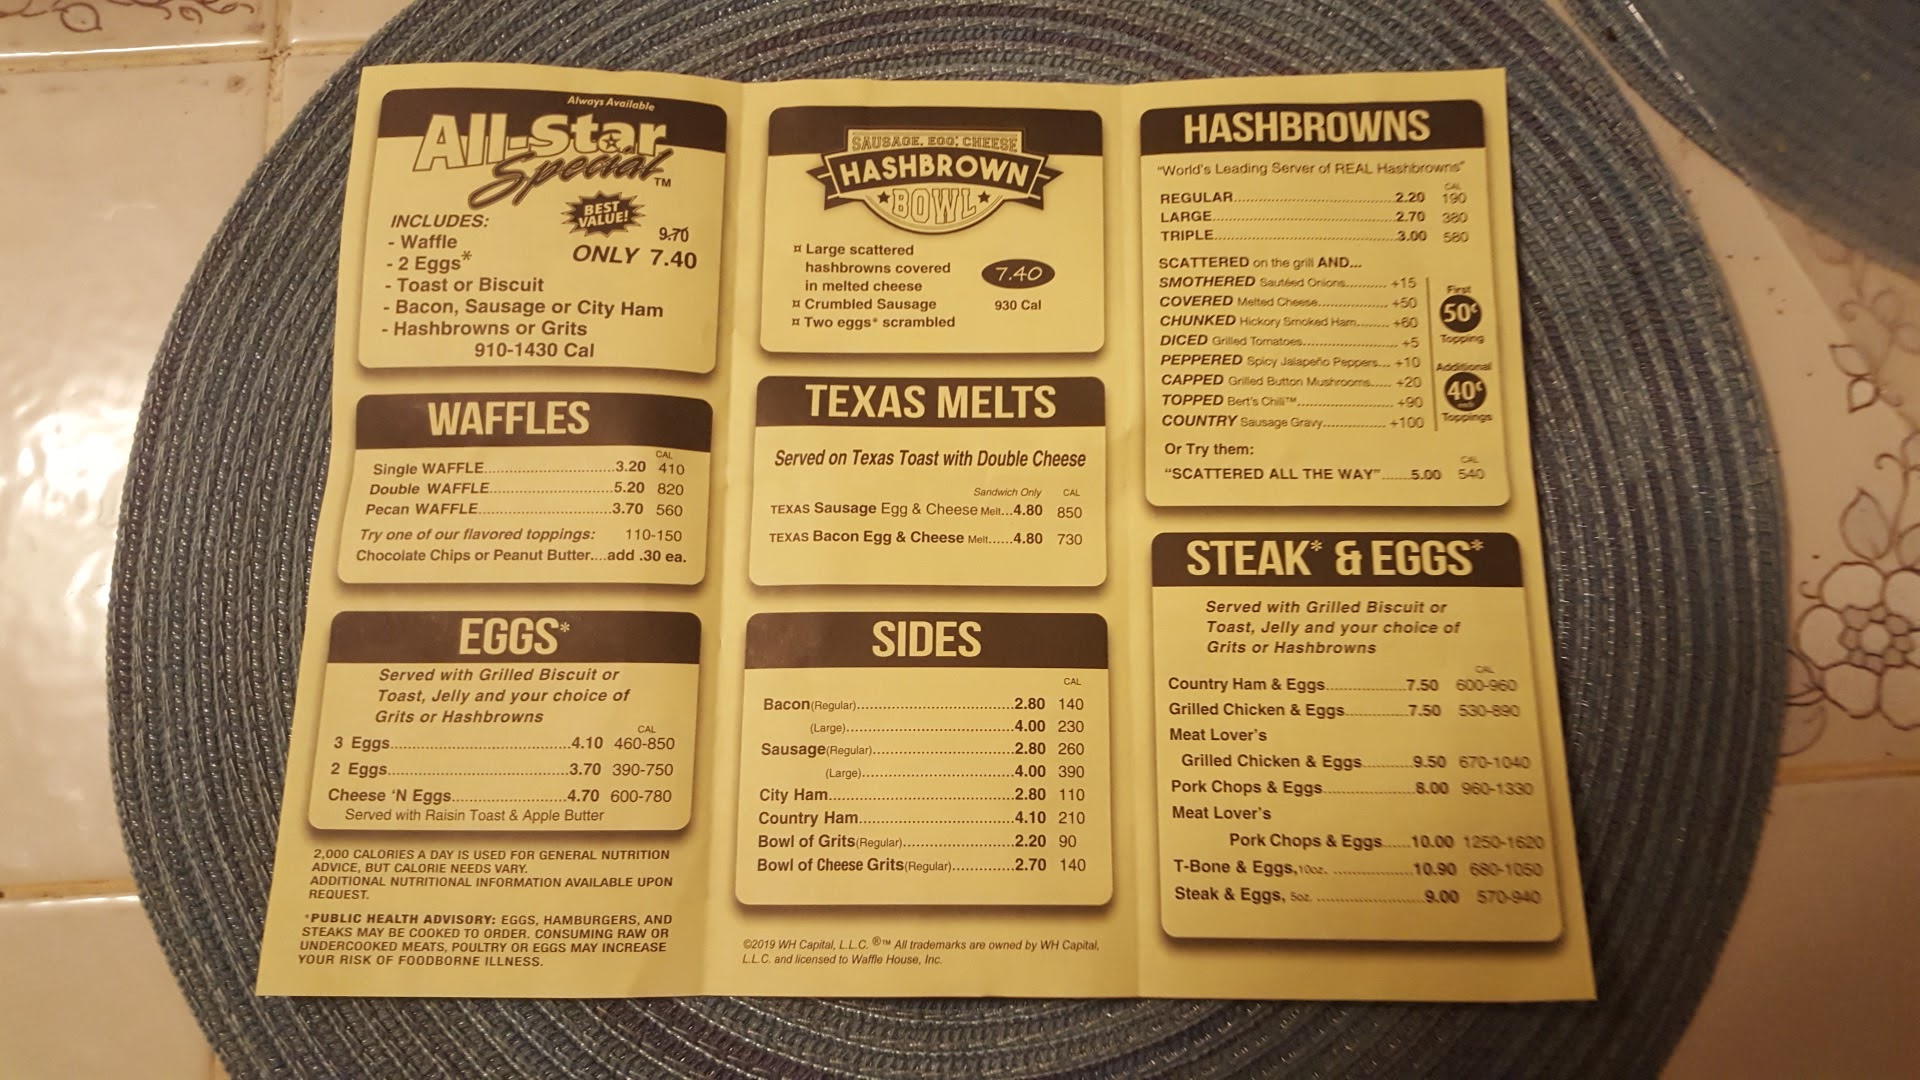 Always Available
All-Star
Special™
BEST
VALUE!
INCLUDES:
9.70
- Waffle
ONLY 7.40
- 2 Eggs*
- Toast or Biscuit
- Bacon, Sausage or City Ham
- Hashbrowns or Grits
910-1430 Cal
WAFFLES
CAL
Single WAFFLE....................3.20 410
Double WAFFLE....................5.20 820
Pecan WAFFLE....................3.70 560
Try one of our flavored toppings: 110-150
Chocolate Chips or Peanut Butter....add .30 ea.
EGGS*
Served with Grilled Biscuit or
Toast, Jelly and your choice of
Grits or Hashbrowns
CAL
3 Eggs....................4.10 460-850
2 Eggs....................3.70 390-750
Cheese 'N Eggs....................4.70 600-780
Served with Raisin Toast & Apple Butter
2,000 CALORIES A DAY IS USED FOR GENERAL NUTRITION
ADVICE, BUT CALORIE NEEDS VARY.
ADDITIONAL NUTRITIONAL INFORMATION AVAILABLE UPON
REQUEST.
*PUBLIC HEALTH ADVISORY: EGGS, HAMBURGERS, AND
STEAKS MAY BE COOKED TO ORDER. CONSUMING RAW OR
UNDERCOOKED MEATS, POULTRY OR EGGS MAY INCREASE
YOUR RISK OF FOODBORNE ILLNESS.
SAUSAGE, EGG, CHEESE
HASHBROWN
BOWL
¤ Large scattered
hashbrowns covered
in melted cheese
7.40
¤ Crumbled Sausage
930 Cal
¤ Two eggs* scrambled
TEXAS MELTS
Served on Texas Toast with Double Cheese
Sandwich Only CAL
TEXAS Sausage Egg & Cheese Melt...4.80 850
TEXAS Bacon Egg & Cheese Melt......4.80 730
SIDES
CAL
Bacon(Regular)....................2.80 140
(Large)....................4.00 230
Sausage(Regular)....................2.80 260
(Large)....................4.00 390
City Ham....................2.80 110
Country Ham....................4.10 210
Bowl of Grits(Regular)....................2.20 90
Bowl of Cheese Grits(Regular).............2.70 140
©2019 WH Capital, L.L.C. ®™ All trademarks are owned by WH Capital,
L.L.C. and licensed to Waffle House, Inc.
HASHBROWNS
"World's Leading Server of REAL Hashbrowns"
CAL
REGULAR....................2.20 190
LARGE....................2.70 380
TRIPLE....................3.00 580
SCATTERED on the grill AND...
SMOTHERED Sautéed Onions.......... +15
COVERED Melted Cheese............... +50
CHUNKED Hickory Smoked Ham........ +60
DICED Grilled Tomatoes.................... +5
PEPPERED Spicy Jalapeño Peppers... +10
CAPPED Grilled Button Mushrooms..... +20
TOPPED Bert's Chili™..................... +90
COUNTRY Sausage Gravy............... +100
First
50¢
Topping
Additional
40¢
Toppings
Or Try them:
CAL
"SCATTERED ALL THE WAY".......5.00 540
STEAK* & EGGS*
Served with Grilled Biscuit or
Toast, Jelly and your choice of
Grits or Hashbrowns
CAL
Country Ham & Eggs..................7.50 600-960
Grilled Chicken & Eggs..............7.50 530-890
Meat Lover's
Grilled Chicken & Eggs...........9.50 670-1040
Pork Chops & Eggs....................8.00 960-1330
Meat Lover's
Pork Chops & Eggs......10.00 1250-1620
T-Bone & Eggs,10oz. .................10.90 680-1050
Steak & Eggs, 5oz. .......................9.00 570-940